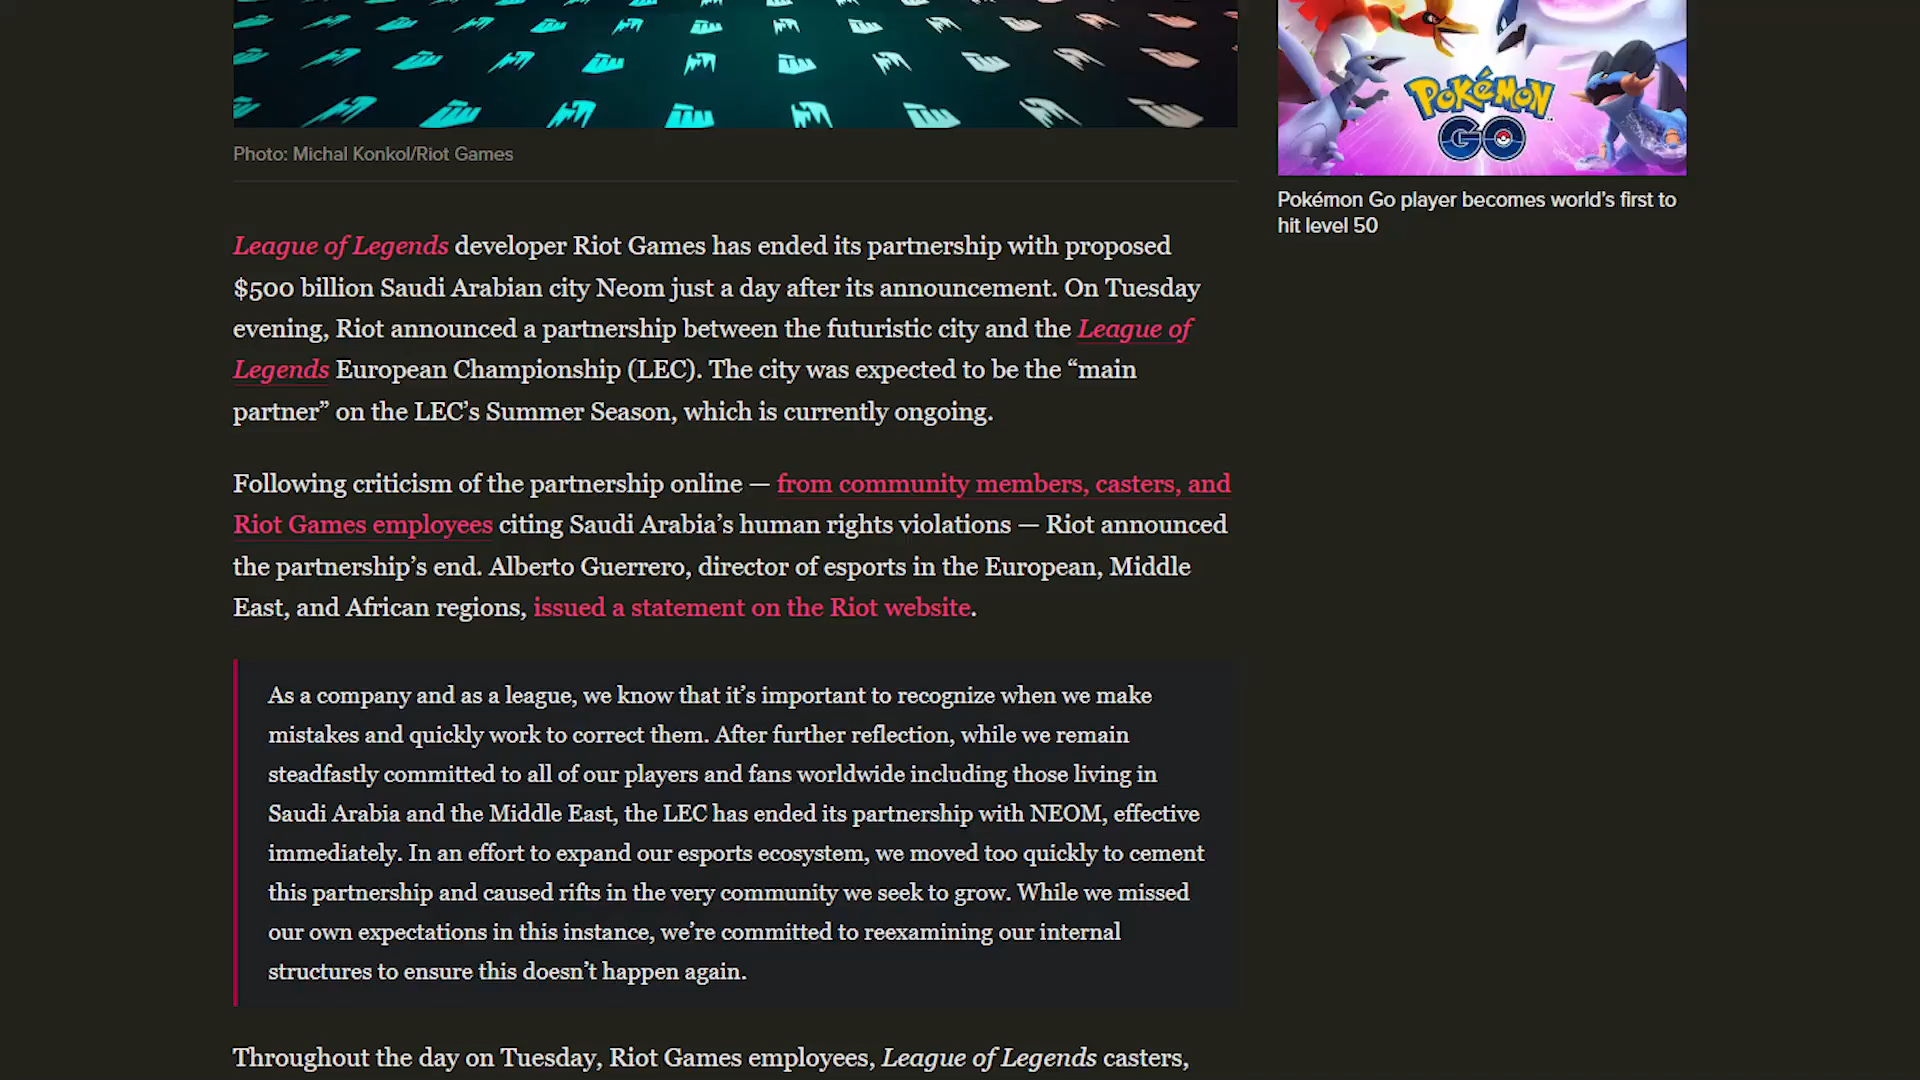 Photo: Michal Konkol/Riot Games
League of Legends developer Riot Games has ended its partnership with proposed
$500 billion Saudi Arabian city Neom just a day after its announcement. On Tuesday
evening, Riot announced a partnership between the futuristic city and the League of
Legends European Championship (LEC). The city was expected to be the “main
partner” on the LEC’s Summer Season, which is currently ongoing.
Following criticism of the partnership online — from community members, casters, and
Riot Games employees citing Saudi Arabia’s human rights violations — Riot announced
the partnership’s end. Alberto Guerrero, director of esports in the European, Middle
East, and African regions, issued a statement on the Riot website.
As a company and as a league, we know that it’s important to recognize when we make
mistakes and quickly work to correct them. After further reflection, while we remain
steadfastly committed to all of our players and fans worldwide including those living in
Saudi Arabia and the Middle East, the LEC has ended its partnership with NEOM, effective
immediately. In an effort to expand our esports ecosystem, we moved too quickly to cement
this partnership and caused rifts in the very community we seek to grow. While we missed
our own expectations in this instance, we’re committed to reexamining our internal
structures to ensure this doesn’t happen again.
Throughout the day on Tuesday, Riot Games employees, League of Legends casters,
POKéMON
GO
Pokémon Go player becomes world’s first to
hit level 50